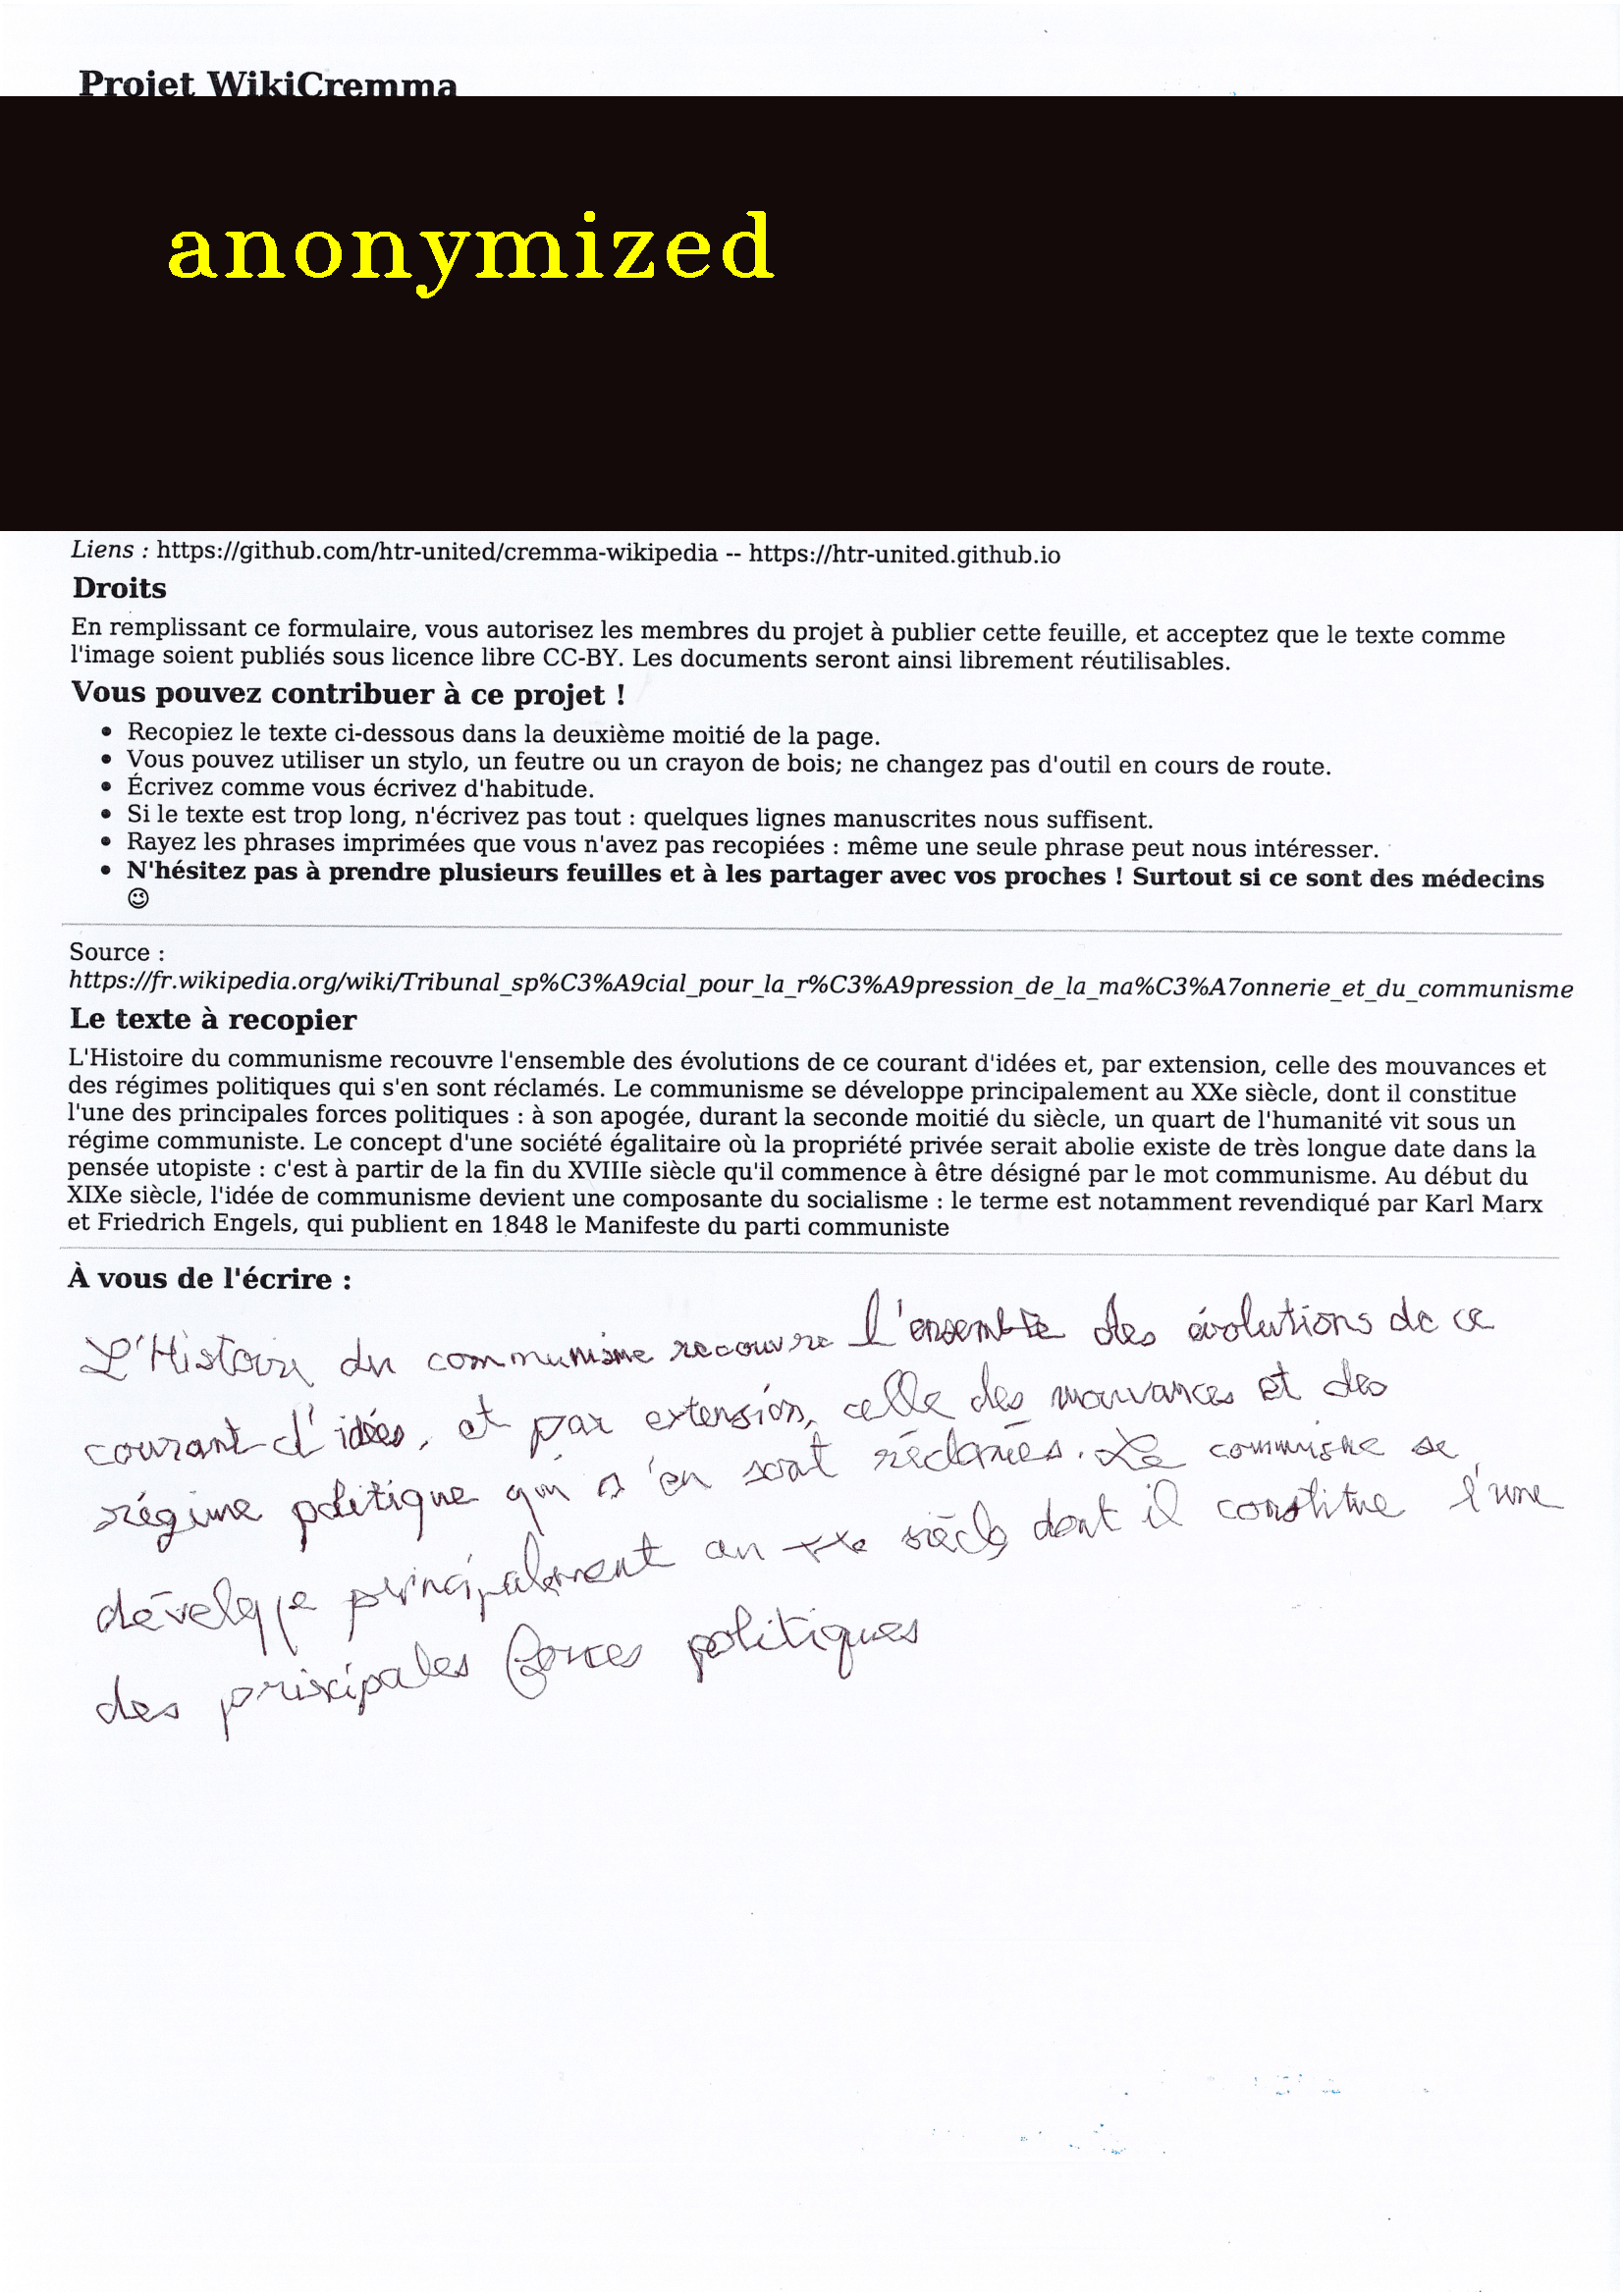 Projet WikiCremma
anonymized
Liens : https://github.com/htr-united/cremma-wikipedia -- https://htr-united.github.io
Droits
En remplissant ce formulaire, vous autorisez les membres du projet à publier cette feuille, et acceptez que le texte comme
l'image soient publiés sous licence libre CC-BY. Les documents seront ainsi librement réutilisables.
Vous pouvez contribuer à ce projet !
• Recopiez le texte ci-dessous dans la deuxième moitié de la page.
• Vous pouvez utiliser un stylo, un feutre ou un crayon de bois; ne changez pas d'outil en cours de route.
• Écrivez comme vous écrivez d'habitude.
• Si le texte est trop long, n'écrivez pas tout : quelques lignes manuscrites nous suffisent.
• Rayez les phrases imprimées que vous n'avez pas recopiées : même une seule phrase peut nous intéresser.
• N'hésitez pas à prendre plusieurs feuilles et à les partager avec vos proches ! Surtout si ce sont des médecins
☺
Source :
https://fr.wikipedia.org/wiki/Tribunal_sp%C3%A9cial_pour_la_r%C3%A9pression_de_la_ma%C3%A7onnerie_et_du_communisme
Le texte à recopier
L'Histoire du communisme recouvre l'ensemble des évolutions de ce courant d'idées et, par extension, celle des mouvances et
des régimes politiques qui s'en sont réclamés. Le communisme se développe principalement au XXe siècle, dont il constitue
l'une des principales forces politiques : à son apogée, durant la seconde moitié du siècle, un quart de l'humanité vit sous un
régime communiste. Le concept d'une société égalitaire où la propriété privée serait abolie existe de très longue date dans la
pensée utopiste : c'est à partir de la fin du XVIIIe siècle qu'il commence à être désigné par le mot communisme. Au début du
XIXe siècle, l'idée de communisme devient une composante du socialisme : le terme est notamment revendiqué par Karl Marx
et Friedrich Engels, qui publient en 1848 le Manifeste du parti communiste
À vous de l'écrire :
L'Histoire du communisme recouvre l'ensemble des évolutions de ce
courant d'idées, et par extension, celle des mouvances et des
régime politique qui s'en sont réclamés. Le commisme se
dévelqpe principalement au XXe siècle dont il constitue l'une
des principales forces politiques